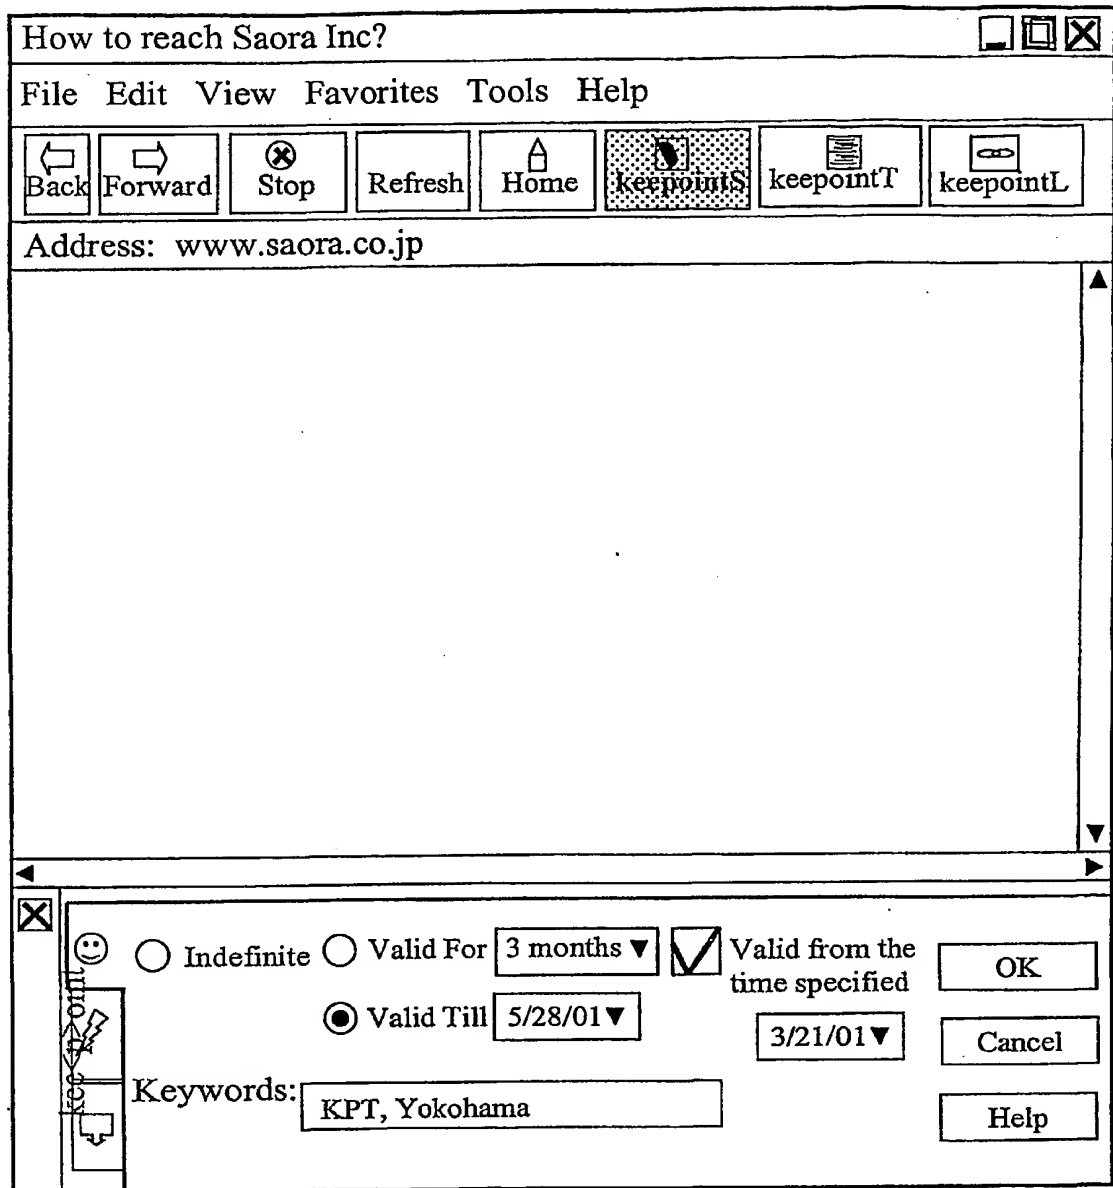 How to reach Saora Inc?
File Edit View Favorites Tools Help
Back Forward Stop Refresh Home keepointS keepointT keepointL
Address: www.saora.co.jp
Indefinite Valid For 3 months Valid from the time specified OK
Valid Till 5/28/01 3/21/01 Cancel
Keywords: KPT, Yokohama Help